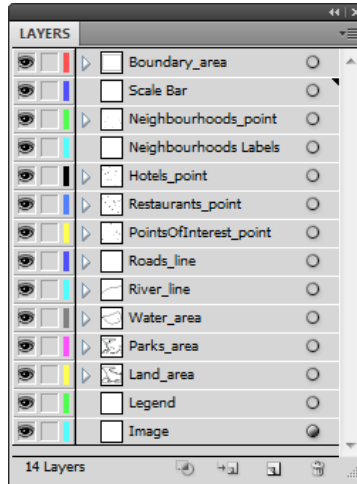 LAYERS
Boundary_area
Scale Bar
Neighbourhoods_point
Neighbourhoods Labels
Hotels_point
Restaurants_point
PointsOfInterest_point
Roads_line
River_line
Water_area
Parks_area
Land_area
Legend
Image
14 Layers